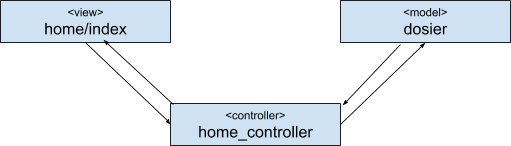 <view>
home/index
<model>
dosier
<controller>
home_controller